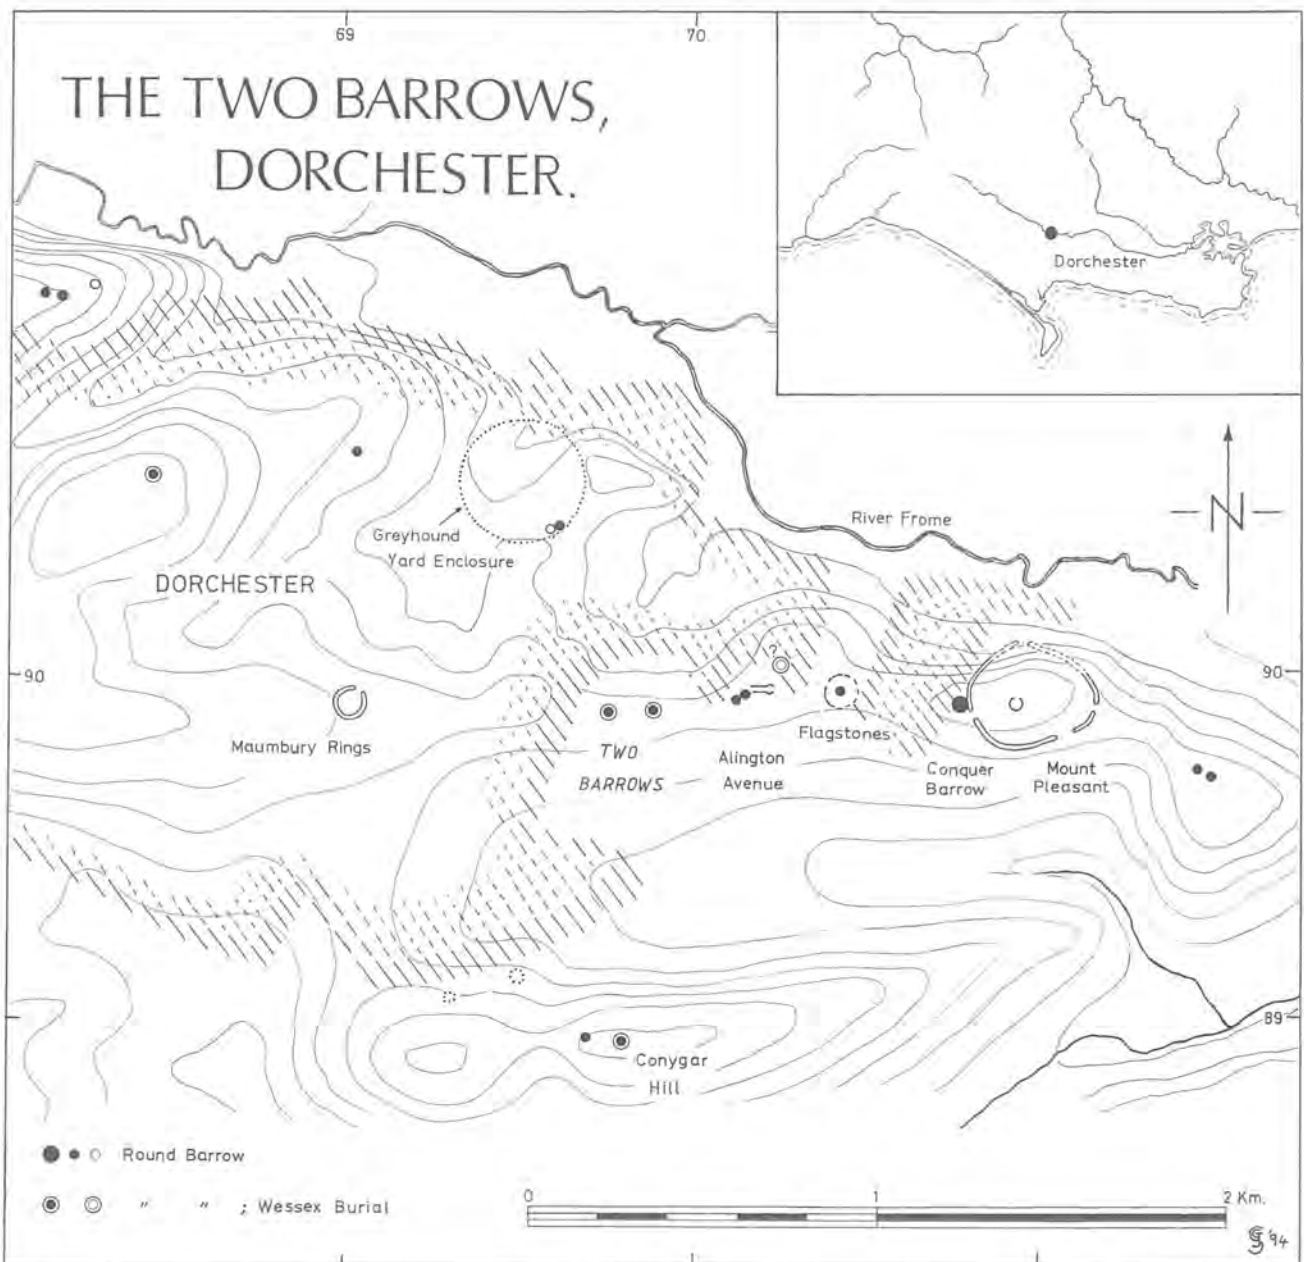 69
70
THE TWO BARROWS,
DORCHESTER.
Dorchester
River Frome
Greyhound
Yard Enclosure
DORCHESTER
?
90
90
Maumbury Rings
TWO
BARROWS
Alington
Avenue
Flagstones
Conquer
Barrow
Mount
Pleasant
N
89
Conygar
Hill
Round Barrow
" " ; Wessex Burial
0 1 2 Km.
'94